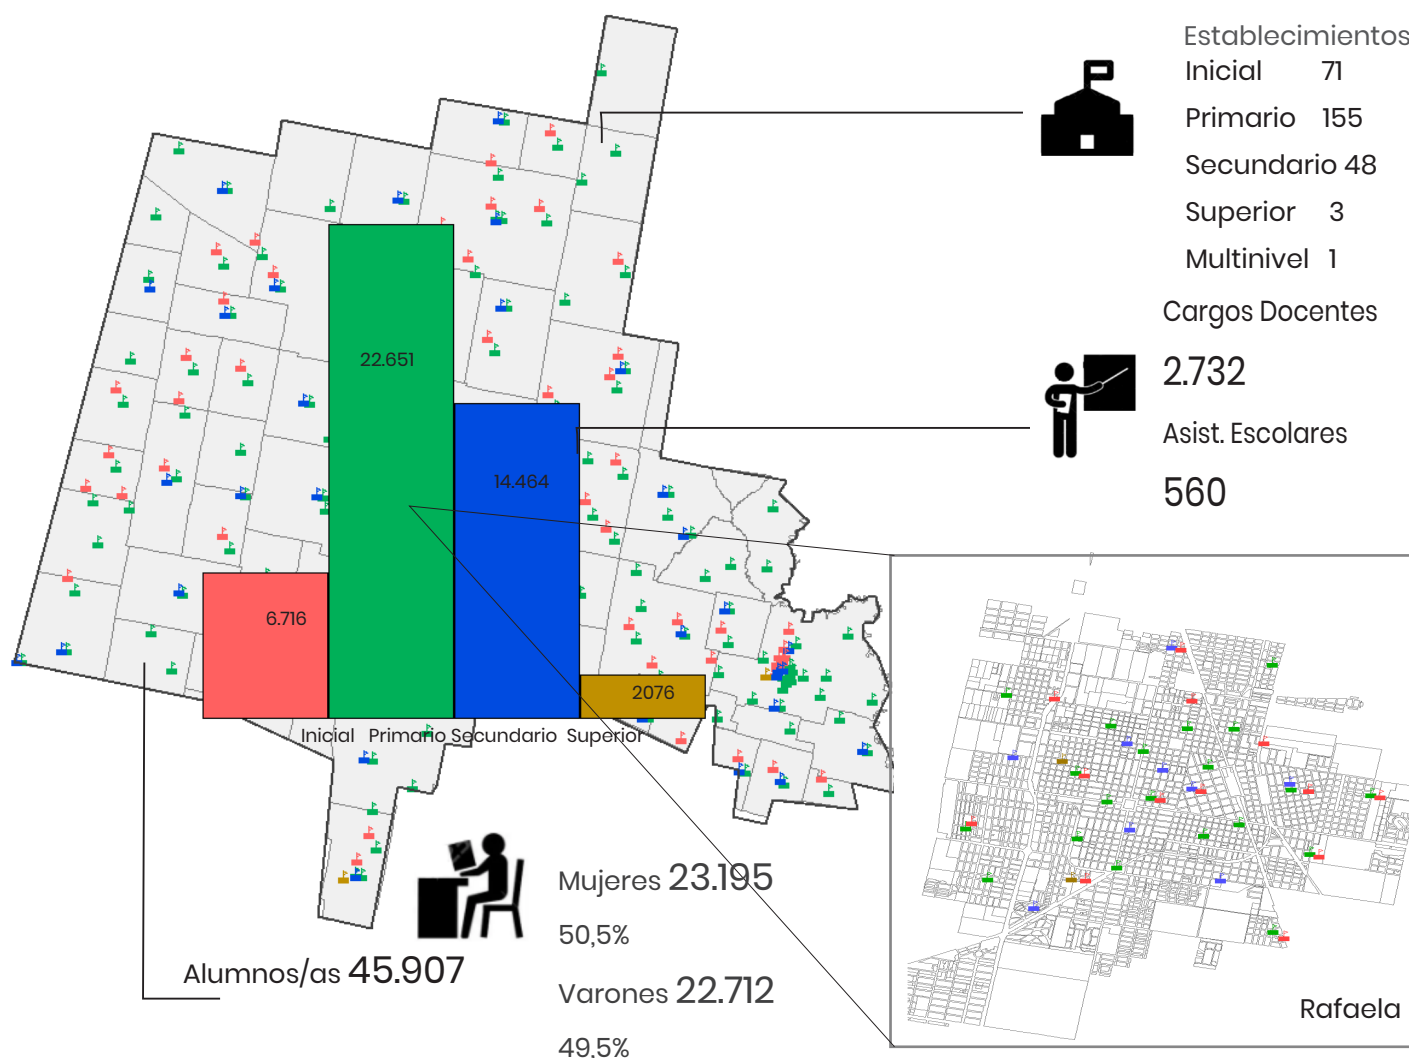 Establecimientos
Inicial 71
Primario 155
Secundario 48
Superior 3
Multinivel 1
Cargos Docentes
2.732
Asist. Escolares
560
22.651
14.464
6.716
2076
Inicial Primario Secundario Superior
Alumnos/as 45.907
Mujeres 23.195
50,5%
Varones 22.712
49,5%
Rafaela